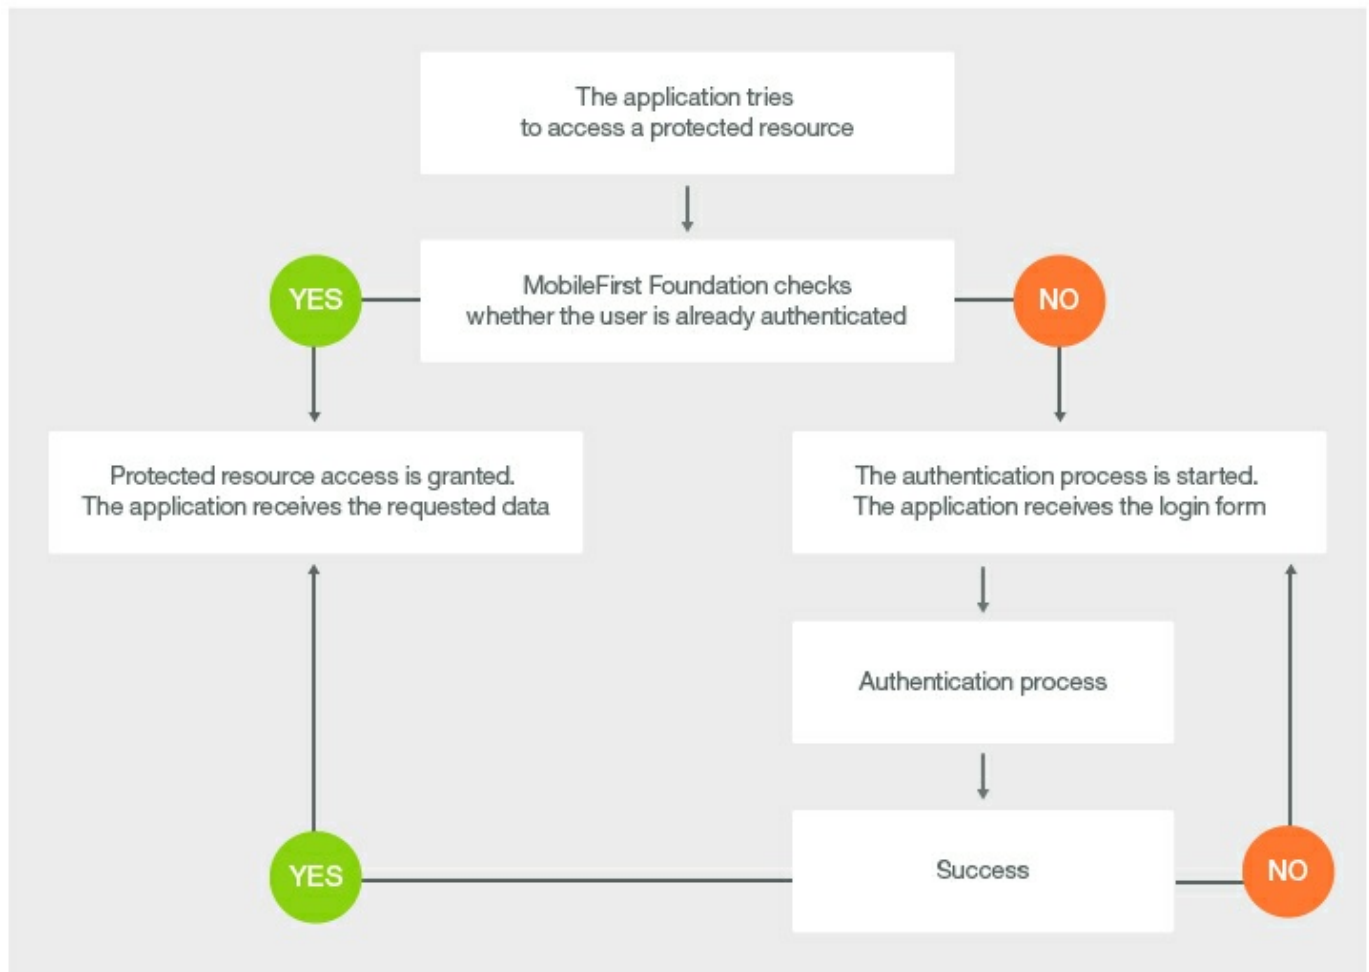 The application tries
to access a protected resource
YES
MobileFirst Foundation checks
whether the user is already authenticated
NO
Protected resource access is granted.
The application receives the requested data
The authentication process is started.
The application receives the login form
Authentication process
YES
Success
NO